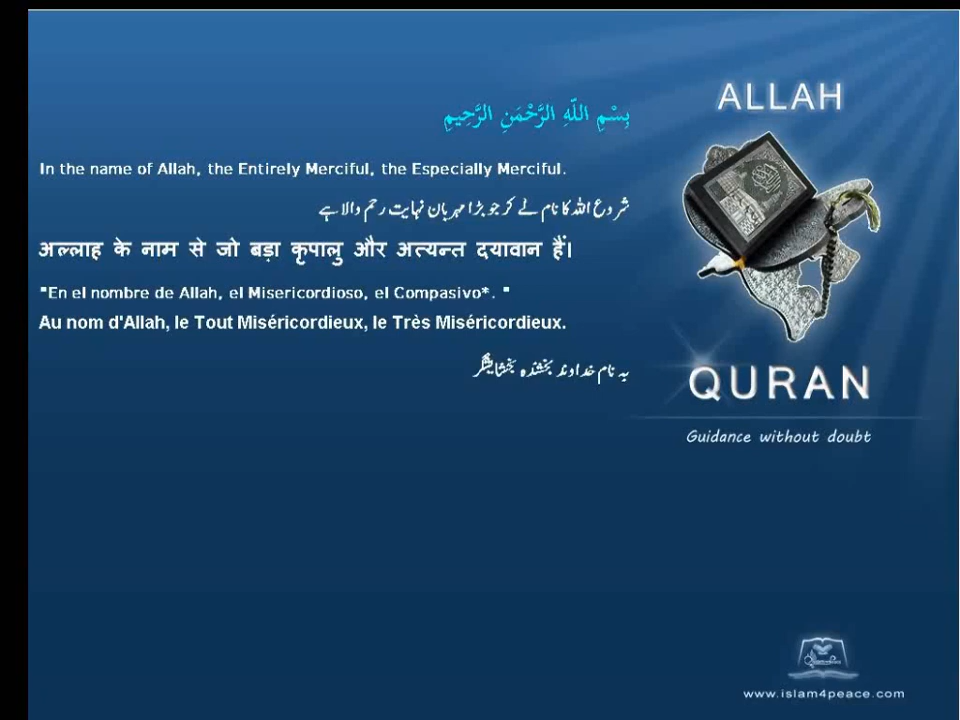 بِسْمِ اللّهِ الرَّحْمَنِ الرَّحِيمِ
In the name of Allah, the Entirely Merciful, the Especially Merciful.
شروع اللہ کا نام لے کر جو بڑا مہربان نہایت رحم والا ہے
अल्लाह के नाम से जो बड़ा कृपालु और अत्यन्त दयावान हैं।
"En el nombre de Allah, el Misericordioso, el Compasivo*. "
Au nom d'Allah, le Tout Miséricordieux, le Très Miséricordieux.
به نام خداوند بخشنده بخشایشگر
ALLAH
QURAN
Guidance without doubt
www.islam4peace.com